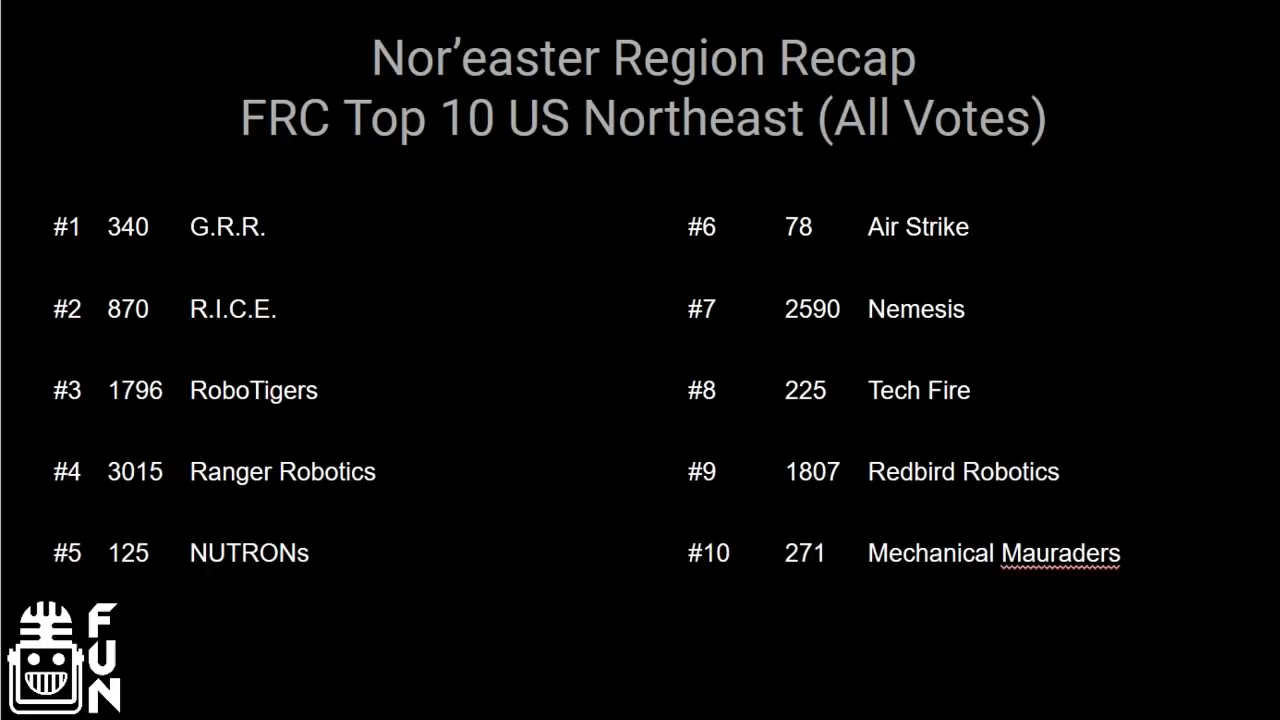 Nor’easter Region Recap
FRC Top 10 US Northeast (All Votes)
#1 340 G.R.R.
#2 870 R.I.C.E.
#3 1796 RoboTigers
#4 3015 Ranger Robotics
#5 125 NUTRONs
#6 78 Air Strike
#7 2590 Nemesis
#8 225 Tech Fire
#9 1807 Redbird Robotics
#10 271 Mechanical Mauraders
FUN